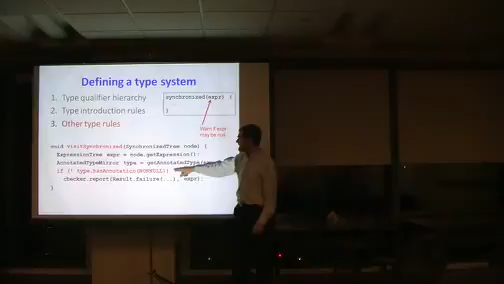 Defining a type system
1. Type qualifier hierarchy
2. Type introduction rules
3. Other type rules
synchronized(expr) {
}
Warn if expr
may be null
void visitSynchronized(SynchronizedTree node) {
ExpressionTree expr = node.getExpression();
AnnotatedTypeMirror type = getAnnotatedType(
if (! type.hasAnnotation(NONNULL))
checker.report(Result.failure(...), expr);
}